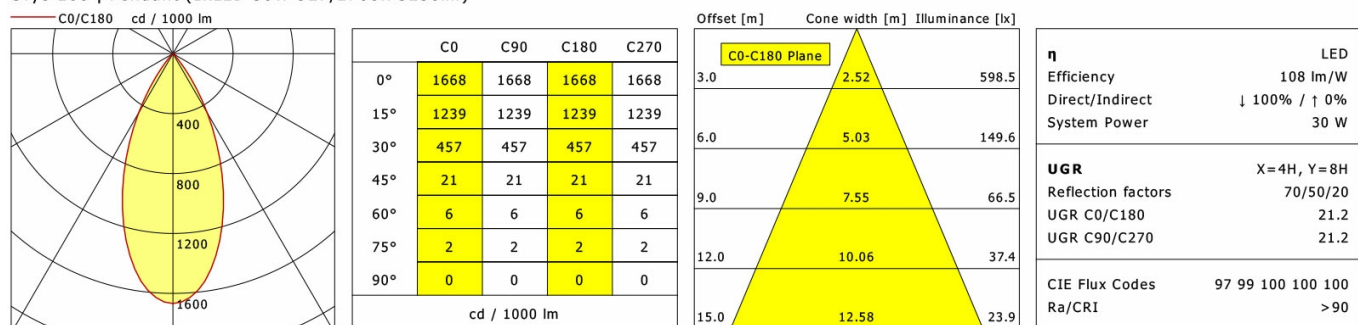 C0/C180 cd / 1000 lm
400
800
1200
1600
C0 C90 C180 C270
0° 1668 1668 1668 1668
15° 1239 1239 1239 1239
30° 457 457 457 457
45° 21 21 21 21
60° 6 6 6 6
75° 2 2 2 2
90° 0 0 0 0
cd / 1000 lm
Offset [m] Cone width [m] Illuminance [lx]
C0-C180 Plane
3.0 2.52 598.5
6.0 5.03 149.6
9.0 7.55 66.5
12.0 10.06 37.4
15.0 12.58 23.9
η LED
Efficiency 108 lm/W
Direct/Indirect ↓ 100% / ↑ 0%
System Power 30 W
UGR X=4H, Y=8H
Reflection factors 70/50/20
UGR C0/C180 21.2
UGR C90/C270 21.2
CIE Flux Codes 97 99 100 100 100
Ra/CRI >90